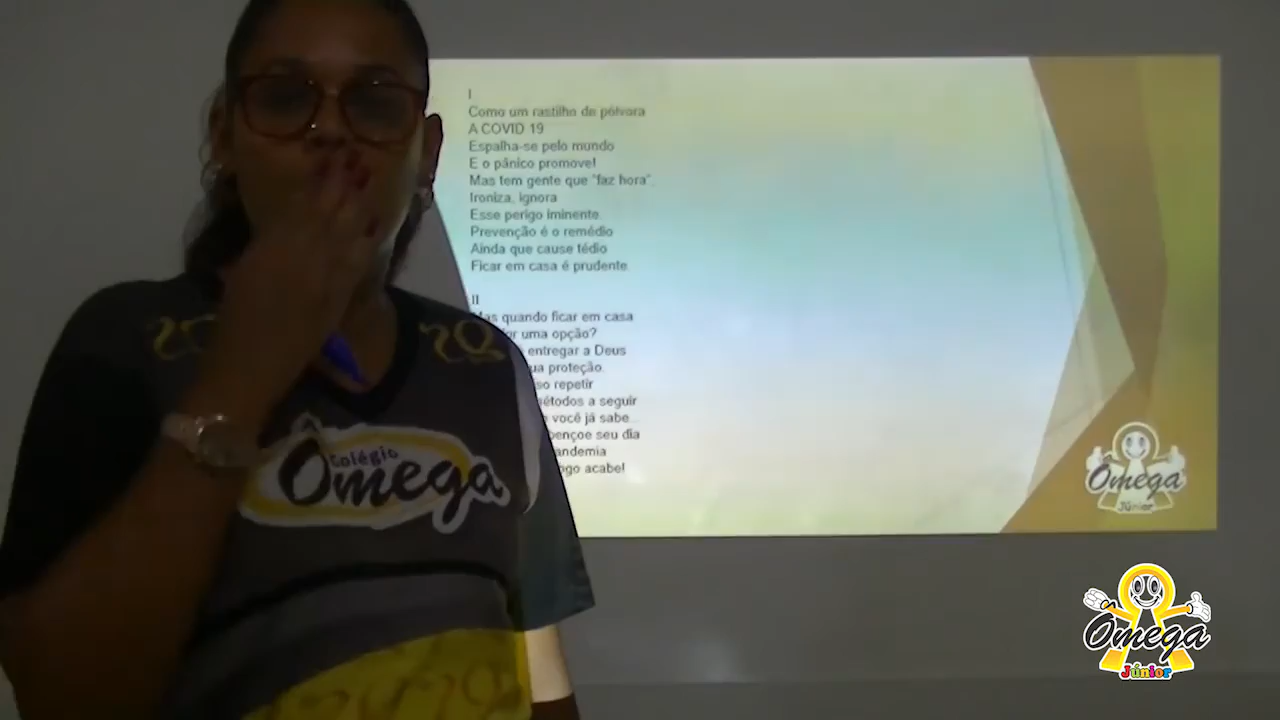 I
Como um rastilho de pólvora
A COVID 19
Espalha-se pelo mundo
E o pânico promove!
Mas tem gente que "faz hora".
Ironiza, ignora
Esse perigo iminente.
Prevenção é o remédio
Ainda que cause tédio
Ficar em casa é prudente.
II
Mas quando ficar em casa
uma opção?
entregar a Deus
proteção.
repetir
a seguir
você já sabe...
seu dia
acabe!
Colégio
Ômega
Ômega
Júnior
Ômega
Júnior